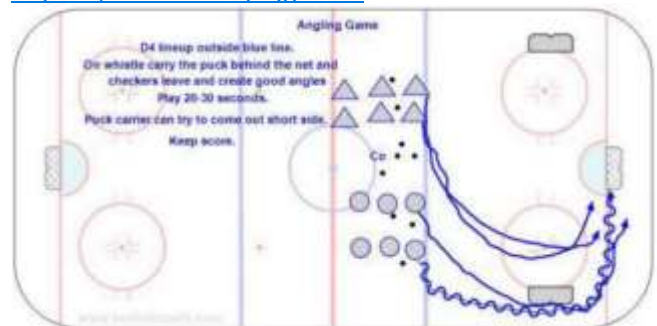 Angling Game
D4 lineup outside blue line.
On whistle carry the puck behind the net and
checkers leave and create good angles
Play 20-30 seconds.
Puck carrier can try to come out short side.
Keep score.
Co